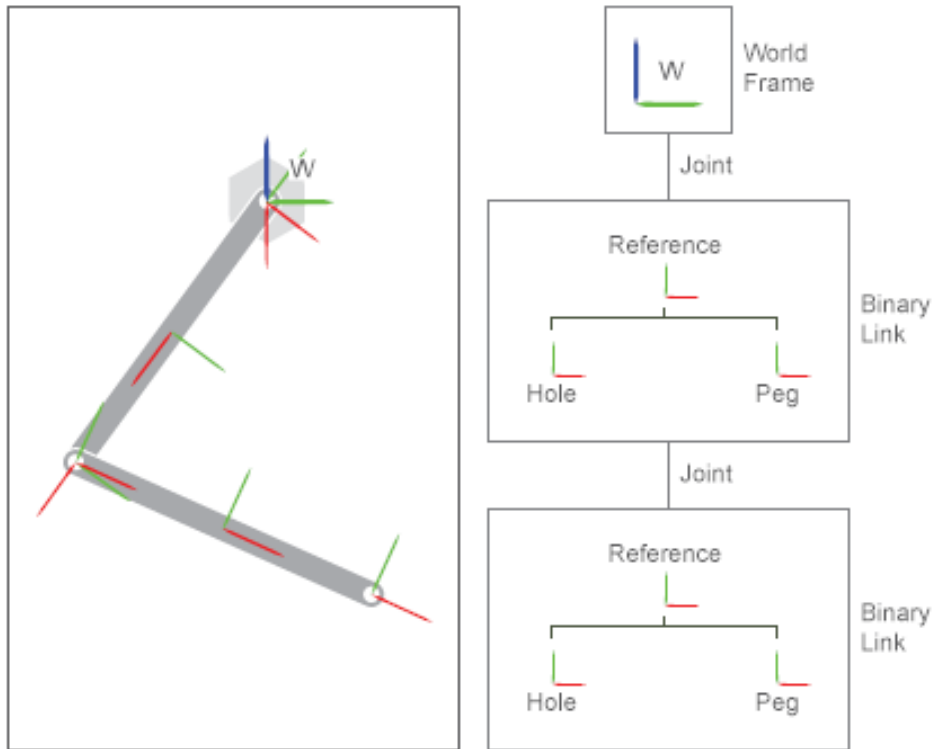 W
W
World
Frame
Joint
Reference
Hole
Peg
Binary
Link
Joint
Reference
Hole
Peg
Binary
Link